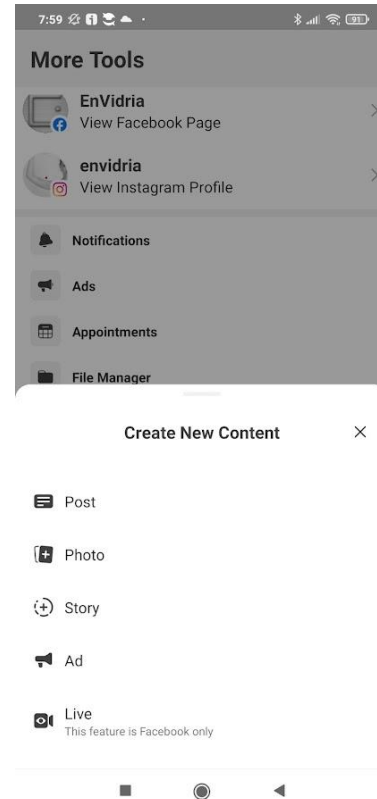 7:59
91
More Tools
EnVidria
View Facebook Page
envidria
View Instagram Profile
Notifications
Ads
Appointments
File Manager
Create New Content
Post
Photo
Story
Ad
Live
This feature is Facebook only